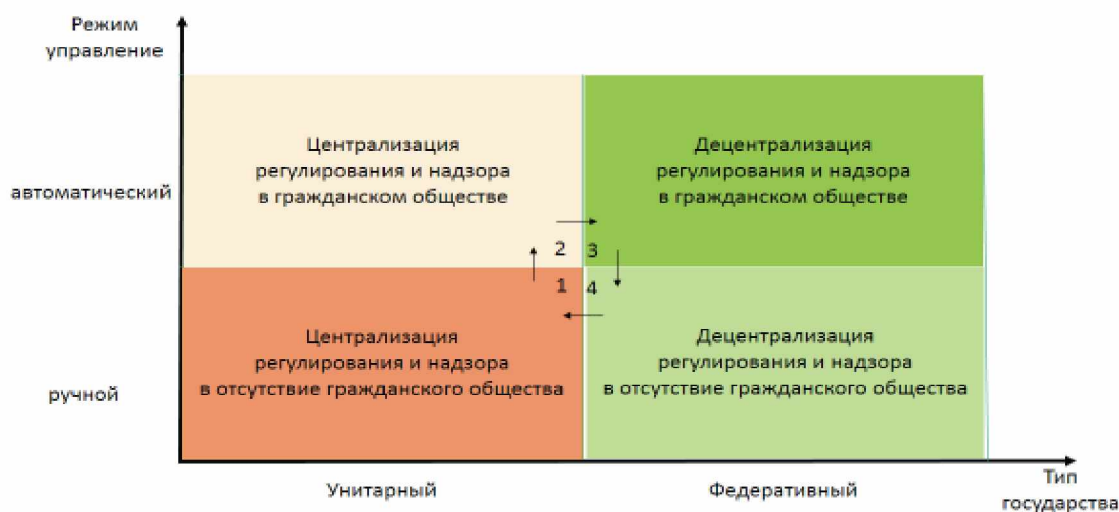 Режим
управление
Централизация
регулирования и надзора
в гражданском обществе
Децентрализация
регулирования и надзора
в гражданском обществе
автоматический
2 3
1 4
Централизация
регулирования и надзора
в отсутствие гражданского общества
Децентрализация
регулирования и надзора
в отсутствие гражданского общества
ручной
Унитарный
Федеративный
Тип
государства